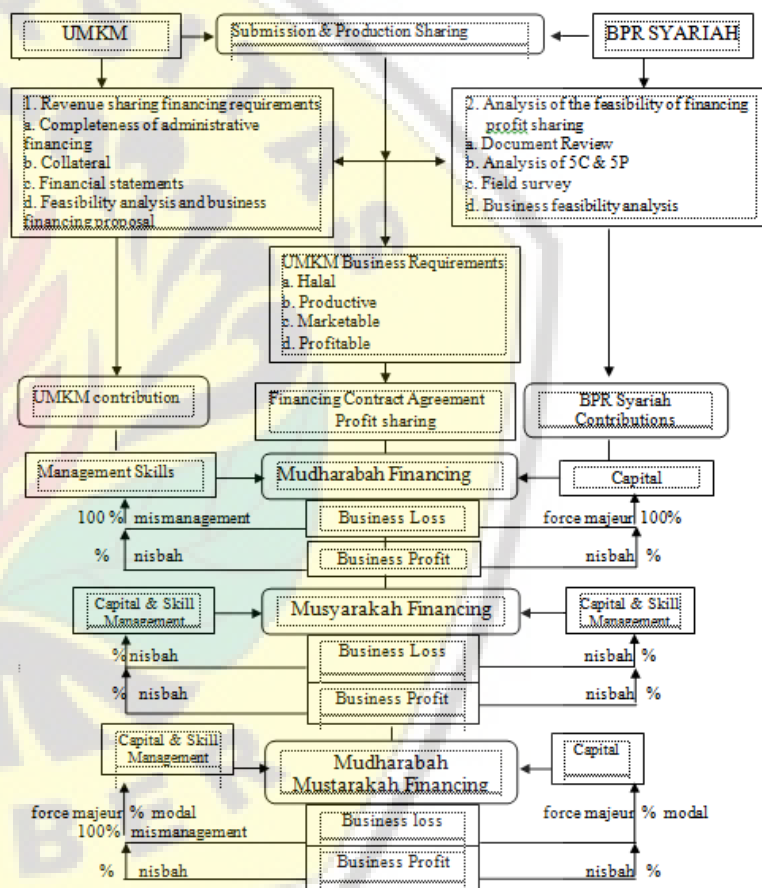 UMKM
Submission & Production Sharing
BPR SYARIAH
1. Revenue sharing financing requirements
a. Completeness of administrative
financing
b. Collateral
c. Financial statements
d. Feasibility analysis and business
financing proposal
2. Analysis of the feasibility of financing
profit sharing
a. Document Review
b. Analysis of 5C & 5P
c. Field survey
d. Business feasibility analysis
UMKM Business Requirements
a. Halal
b. Productive
c. Marketable
d. Profitable
UMKM contribution
Financing Contract Agreement
Profit sharing
BPR Syariah
Contributions
Management Skills
Mudharabah Financing
Capital
100 % mismanagement
Business Loss
force majeur 100%
% nisbah
Business Profit
nisbah %
Capital & Skill
Management
Musyarakah Financing
Capital & Skill
Management
% nisbah
Business Loss
nisbah %
% nisbah
Business Profit
nisbah %
Capital & Skill
Management
Mudharabah
Mustarakah Financing
Capital
force majeur % modal
100% mismanagement
Business loss
force majeur % modal
% nisbah
Business Profit
nisbah %